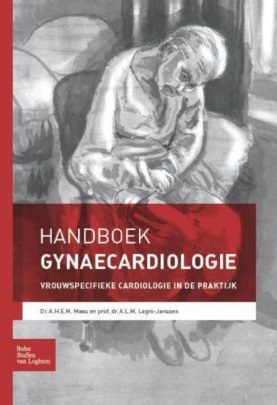 HANDBOEK
GYNAECARDIOLOGIE
VROUWSPECIFIEKE CARDIOLOGIE IN DE PRAKTIJK
Dr. A.H.E.M. Maas en prof. dr. A.L.M. Lagro-Janssen
Bohn
Stafleu
van Loghum